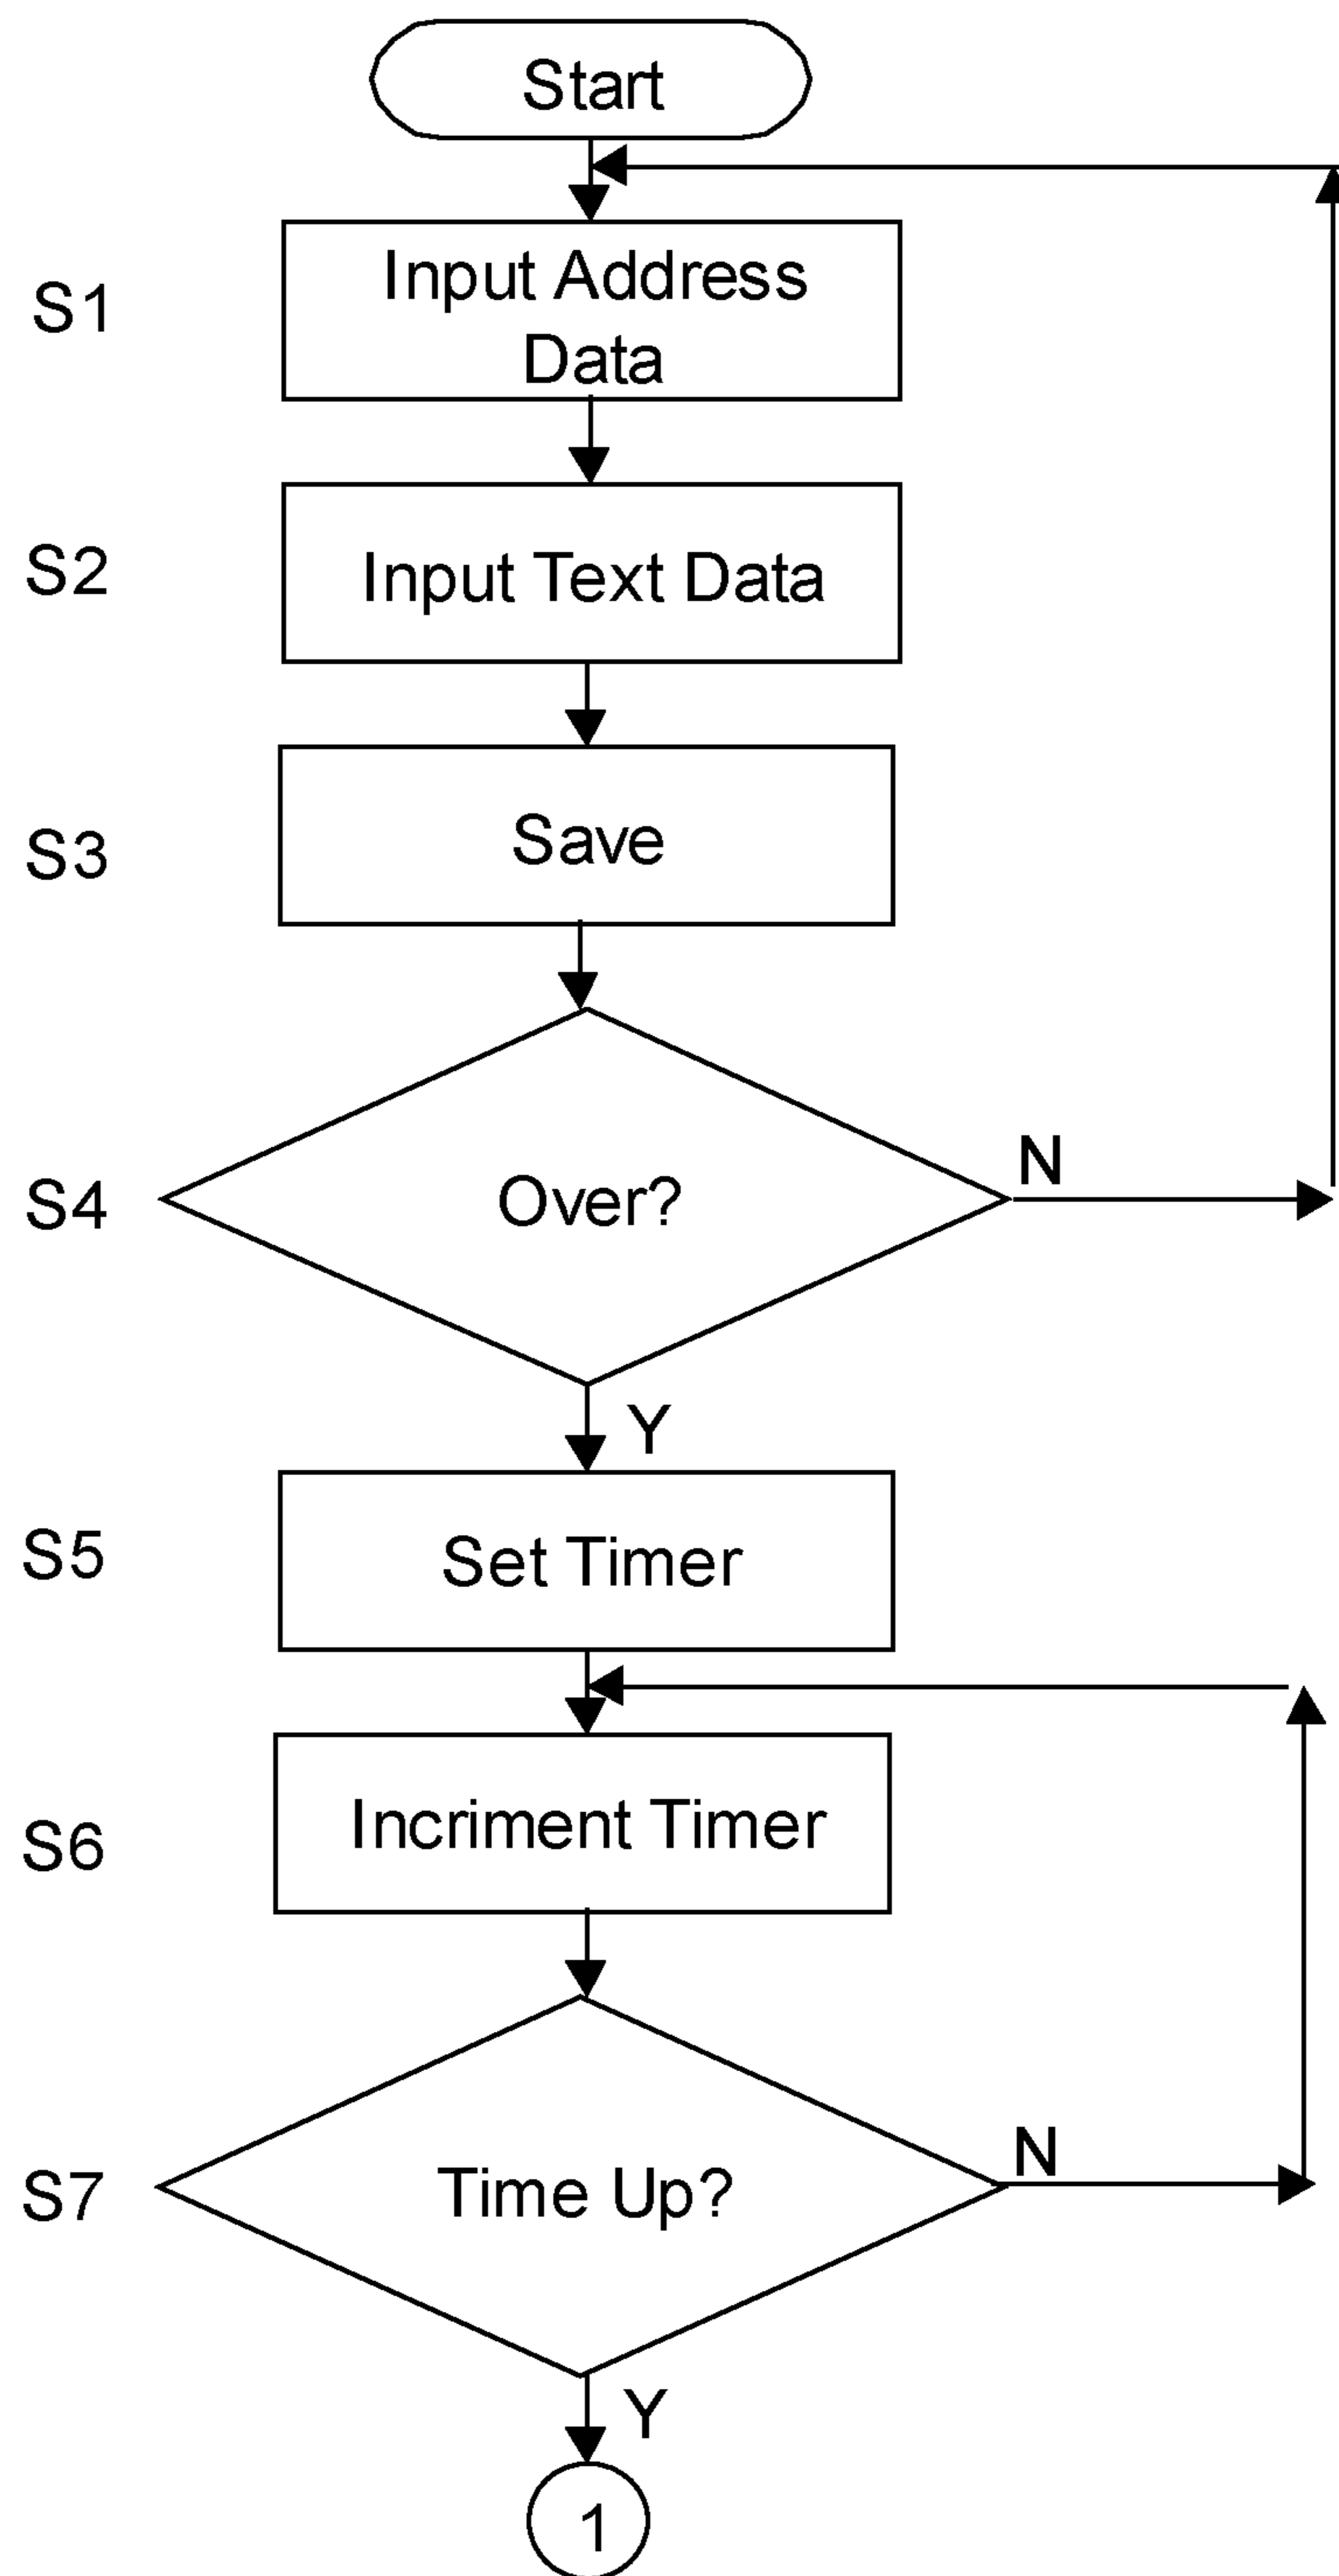 Start
S1
Input Address
Data
S2
Input Text Data
S3
Save
S4
Over?
N
Y
S5
Set Timer
S6
Incriment Timer
S7
Time Up?
N
Y
1